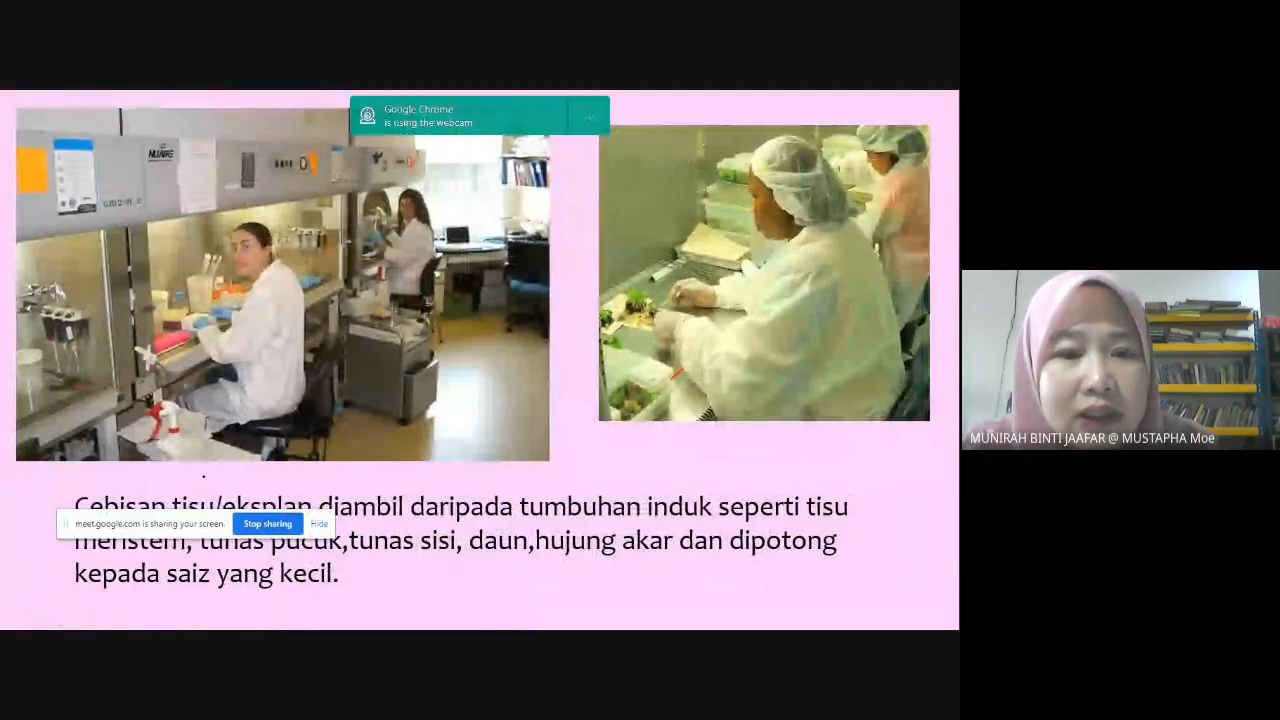 Google Chrome
is using the webcam
NUAIRE
MUNIRAH BINTI JAAFAR @ MUSTAPHA Moe
Cebisan tisu/eksplan diambil daripada tumbuhan induk seperti tisu
meet.google.com is sharing your screen. Stop sharing Hide
meristem, tunas pucuk,tunas sisi, daun,hujung akar dan dipotong
kepada saiz yang kecil.